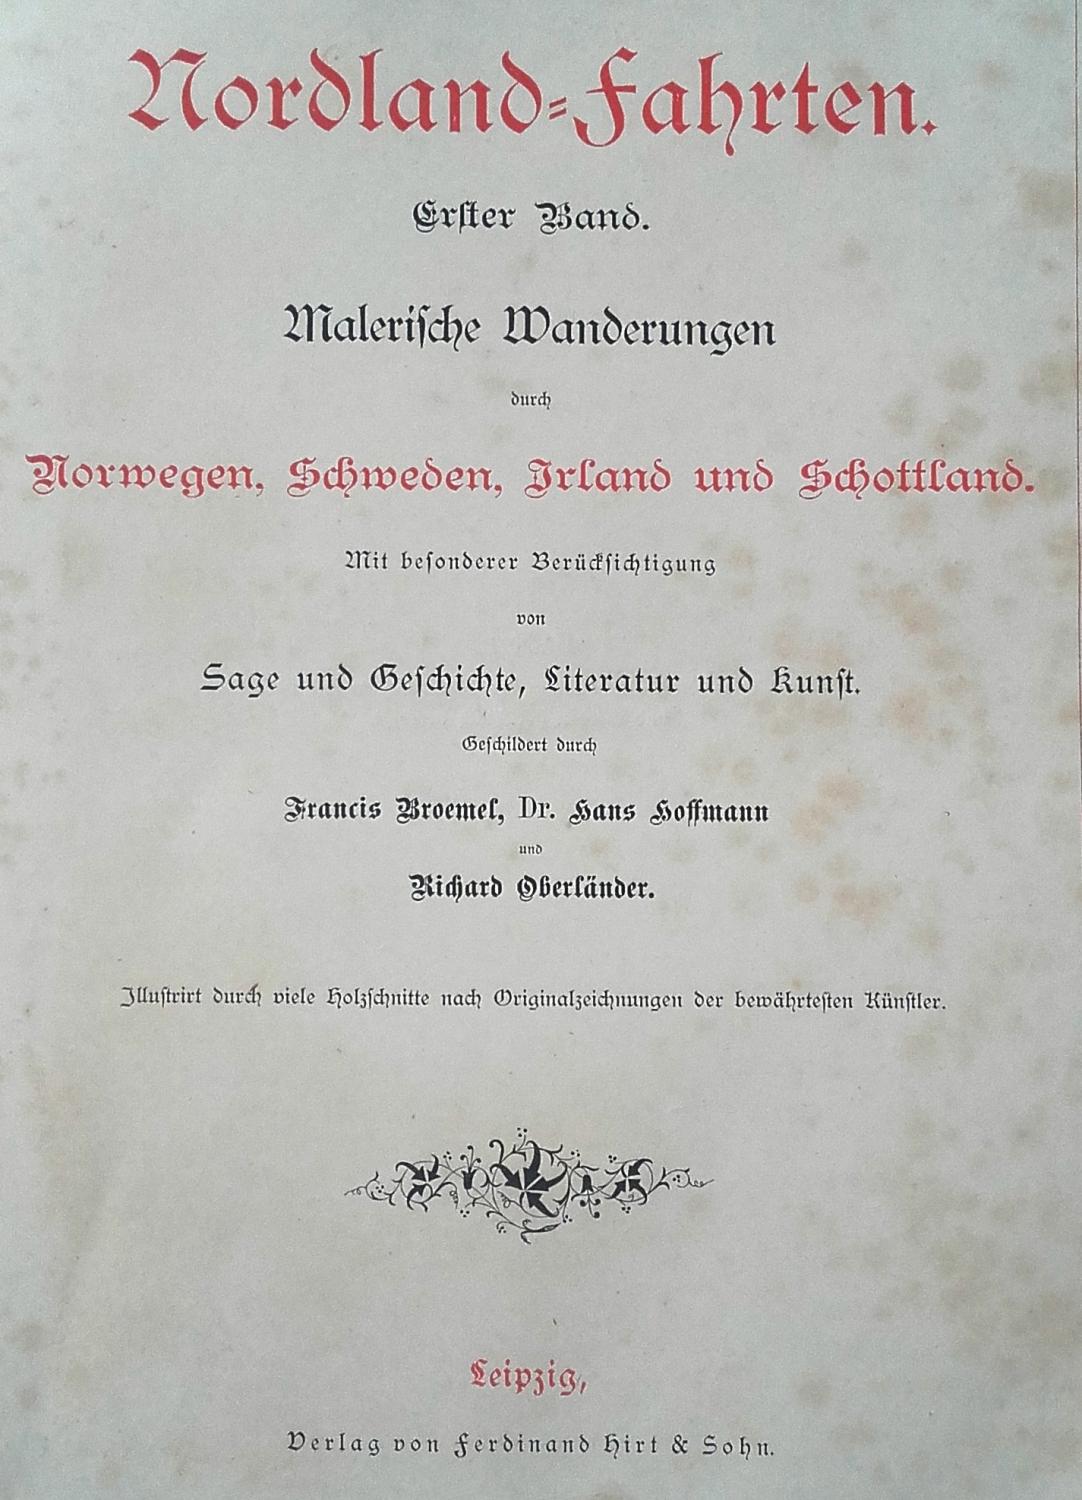 Nordland-Fahrten.
Erster Band.
Malerische Wanderungen
durch
Norwegen, Schweden, Irland und Schottland.
Mit besonderer Berücksichtigung
von
Sage und Geschichte, Literatur und Kunst.
Geschildert durch
Francis Broemel, Dr. Hans Hoffmann
und
Richard Oberländer.
Illustrirt durch viele Holzschnitte nach Originalzeichnungen der bewährtesten Künstler.
Leipzig,
Verlag von Ferdinand Hirt & Sohn.